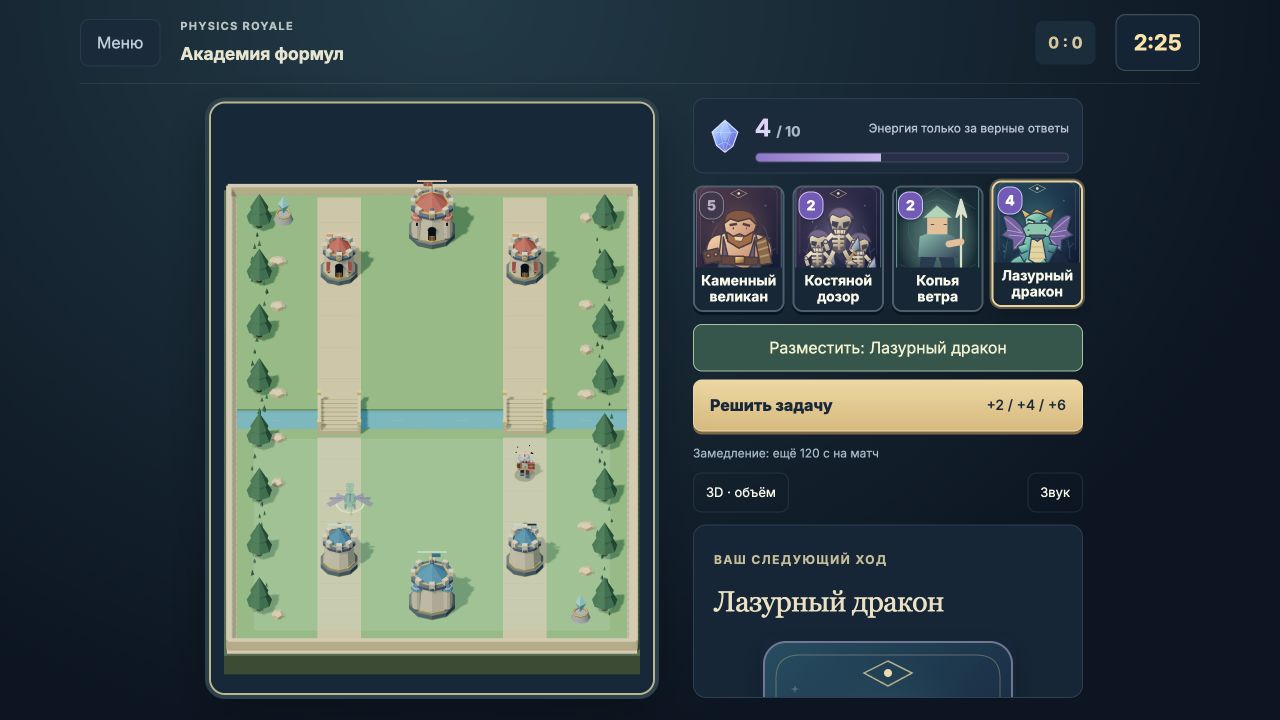 Меню
PHYSICS ROYALE
Академия формул
0 : 0
2:25
4 / 10
Энергия только за верные ответы
5
Каменный
великан
2
Костяной
дозор
2
Копья
ветра
4
Лазурный
дракон
Разместить: Лазурный дракон
Решить задачу
+2 / +4 / +6
Замедление: ещё 120 с на матч
3D · объём
Звук
ВАШ СЛЕДУЮЩИЙ ХОД
Лазурный дракон